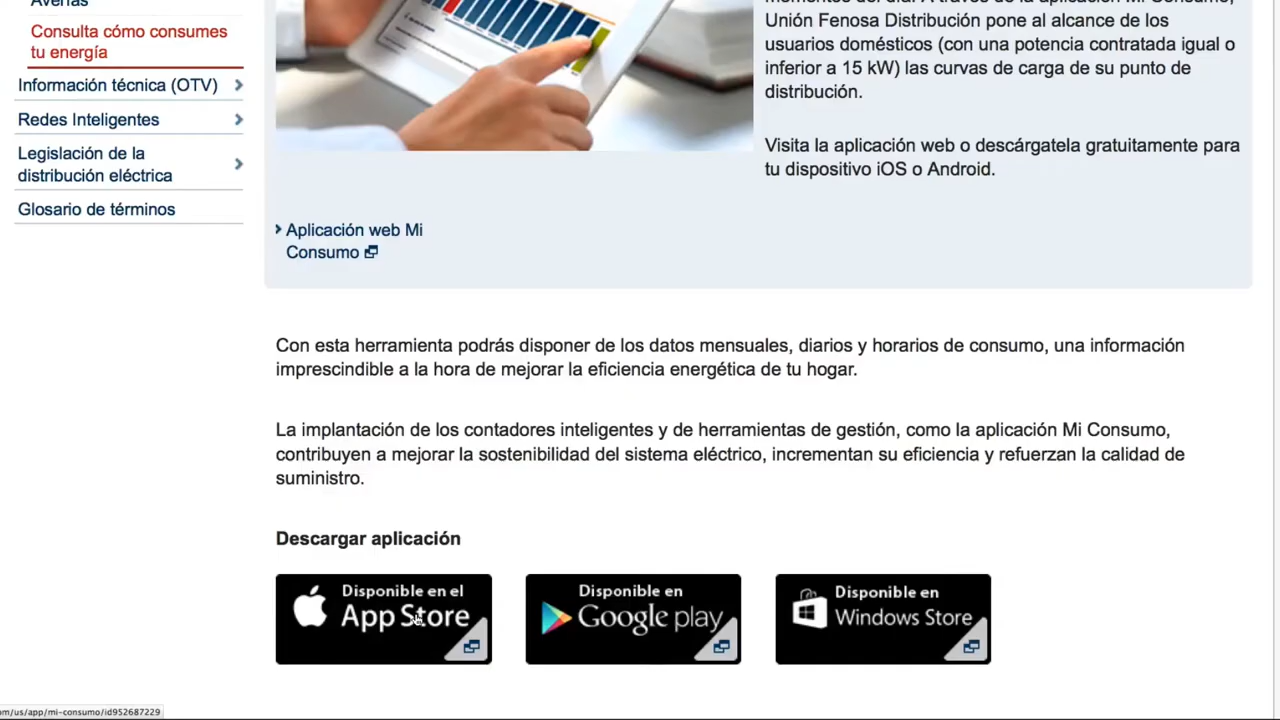 Averías
Consulta cómo consumes
tu energía
Información técnica (OTV)
Redes Inteligentes
Legislación de la
distribución eléctrica
Glosario de términos
momentos del día. A través de la aplicación Mi Consumo,
Unión Fenosa Distribución pone al alcance de los
usuarios domésticos (con una potencia contratada igual o
inferior a 15 kW) las curvas de carga de su punto de
distribución.
Visita la aplicación web o descárgatela gratuitamente para
tu dispositivo iOS o Android.
Aplicación web Mi
Consumo
Con esta herramienta podrás disponer de los datos mensuales, diarios y horarios de consumo, una información
imprescindible a la hora de mejorar la eficiencia energética de tu hogar.
La implantación de los contadores inteligentes y de herramientas de gestión, como la aplicación Mi Consumo,
contribuyen a mejorar la sostenibilidad del sistema eléctrico, incrementan su eficiencia y refuerzan la calidad de
suministro.
Descargar aplicación
Disponible en el
App Store
Disponible en
Google play
Disponible en
Windows Store
om/us/app/mi-consumo/id952687229